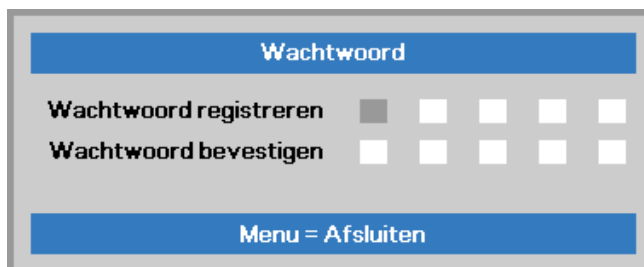 Wachtwoord
Wachtwoord registreren
Wachtwoord bevestigen
Menu = Afsluiten